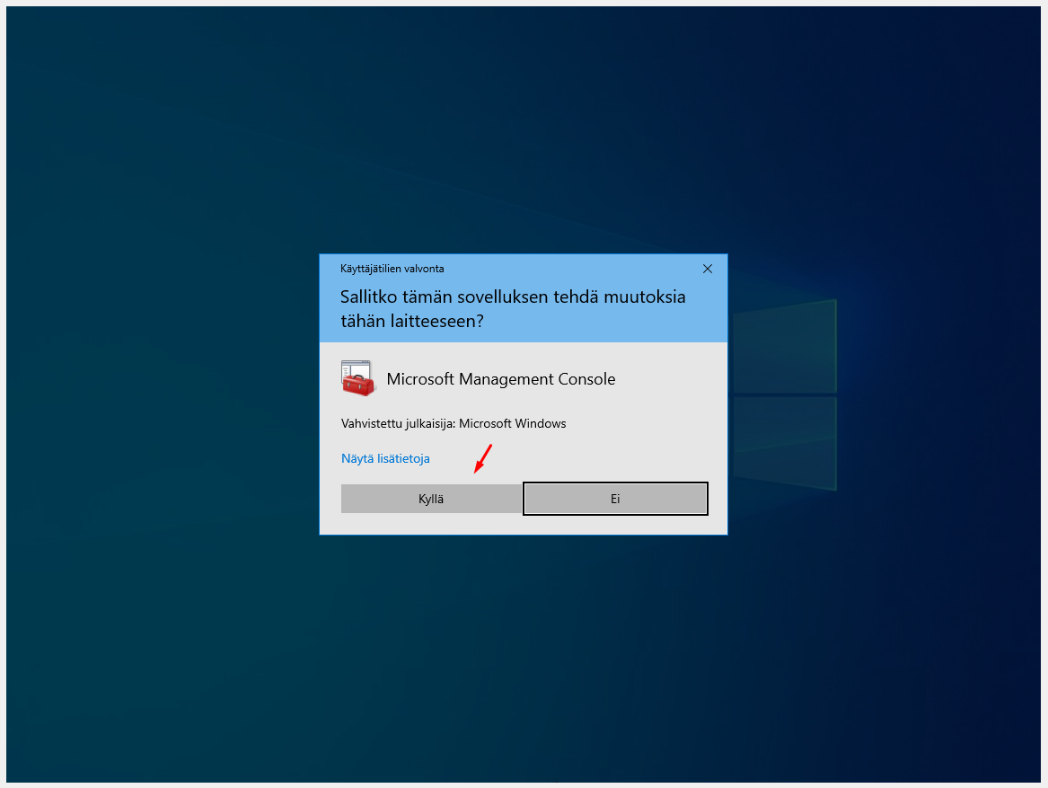 Käyttäjätilien valvonta
Sallitko tämän sovelluksen tehdä muutoksia
tähän laitteeseen?
Microsoft Management Console
Vahvistettu julkaisija: Microsoft Windows
Näytä lisätietoja
Kyllä
Ei